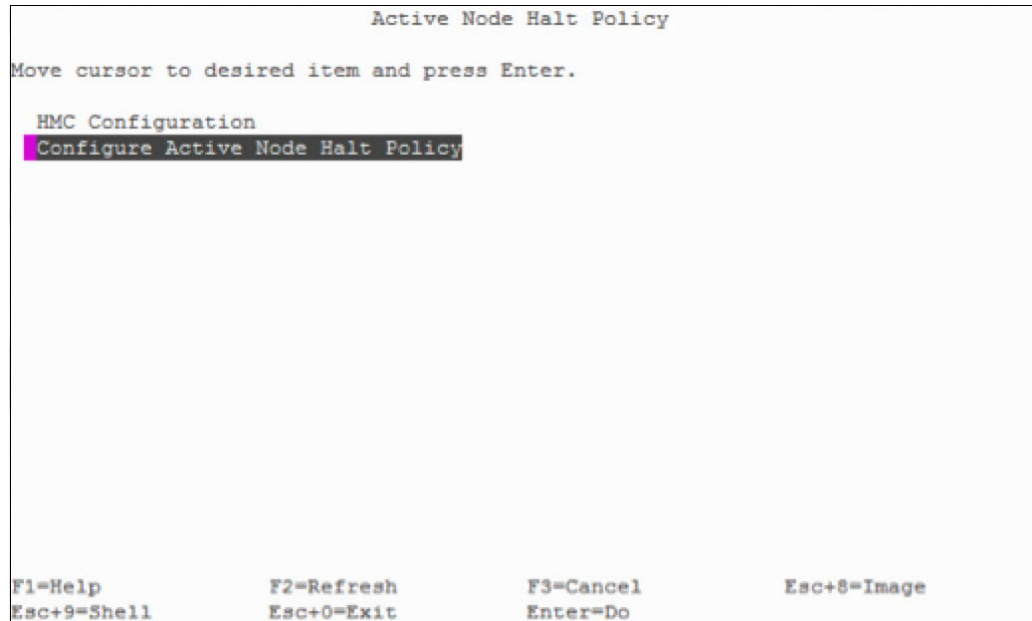 Active Node Halt Policy
Move cursor to desired item and press Enter.
HMC Configuration
Configure Active Node Halt Policy
F1=Help F2=Refresh F3=Cancel Esc+8=Image
Esc+9=Shell Esc+0=Exit Enter=Do